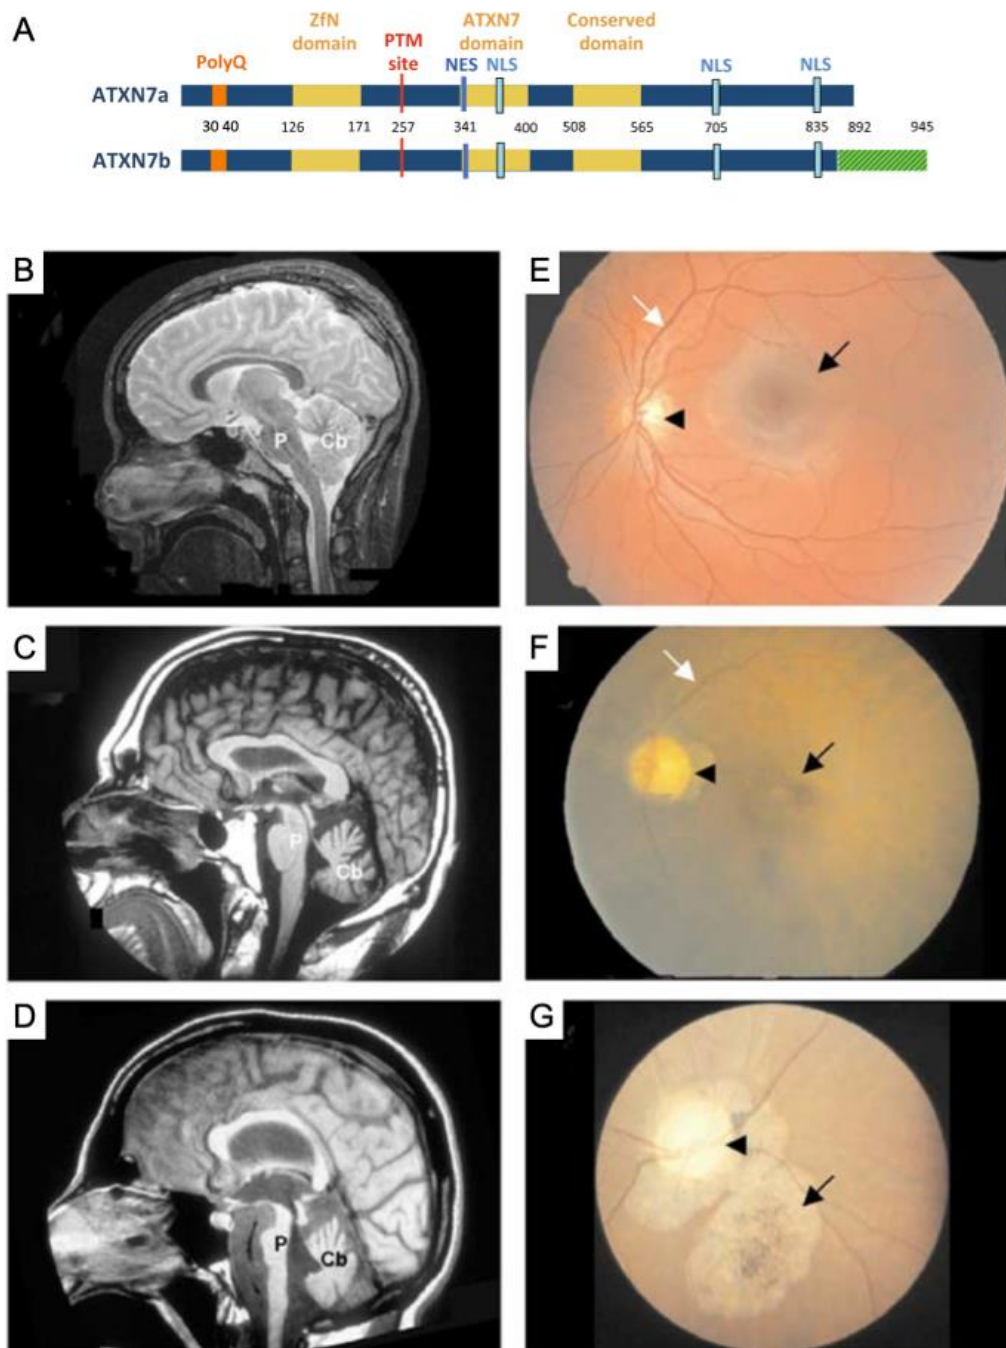 A
ZfN domain
PTM site
ATXN7 domain
Conserved domain
PolyQ
NES
NLS
NLS
NLS
ATXN7a
30 40 126 171 257 341 400 508 565 705 835 892 945
ATXN7b
B
P
Cb
E
C
P
Cb
F
D
P
Cb
G